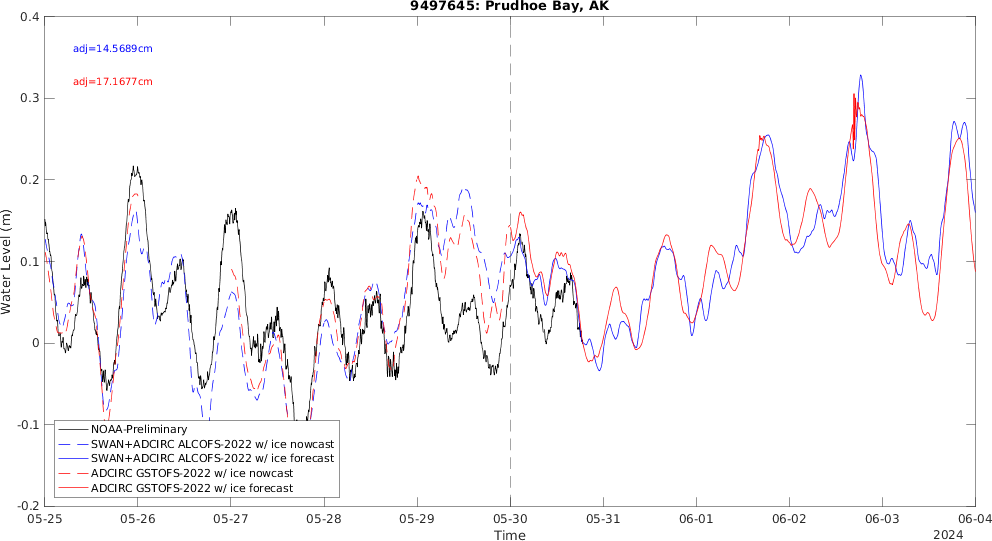 9497645: Prudhoe Bay, AK
adj=14.5689cm
adj=17.1677cm
Water Level (m)
0.4
0.3
0.2
0.1
0
-0.1
-0.2
NOAA-Preliminary
SWAN+ADCIRC ALCOFS-2022 w/ ice nowcast
SWAN+ADCIRC ALCOFS-2022 w/ ice forecast
ADCIRC GSTOFS-2022 w/ ice nowcast
ADCIRC GSTOFS-2022 w/ ice forecast
05-25 05-26 05-27 05-28 05-29 05-30 05-31 06-01 06-02 06-03 06-04
Time
2024